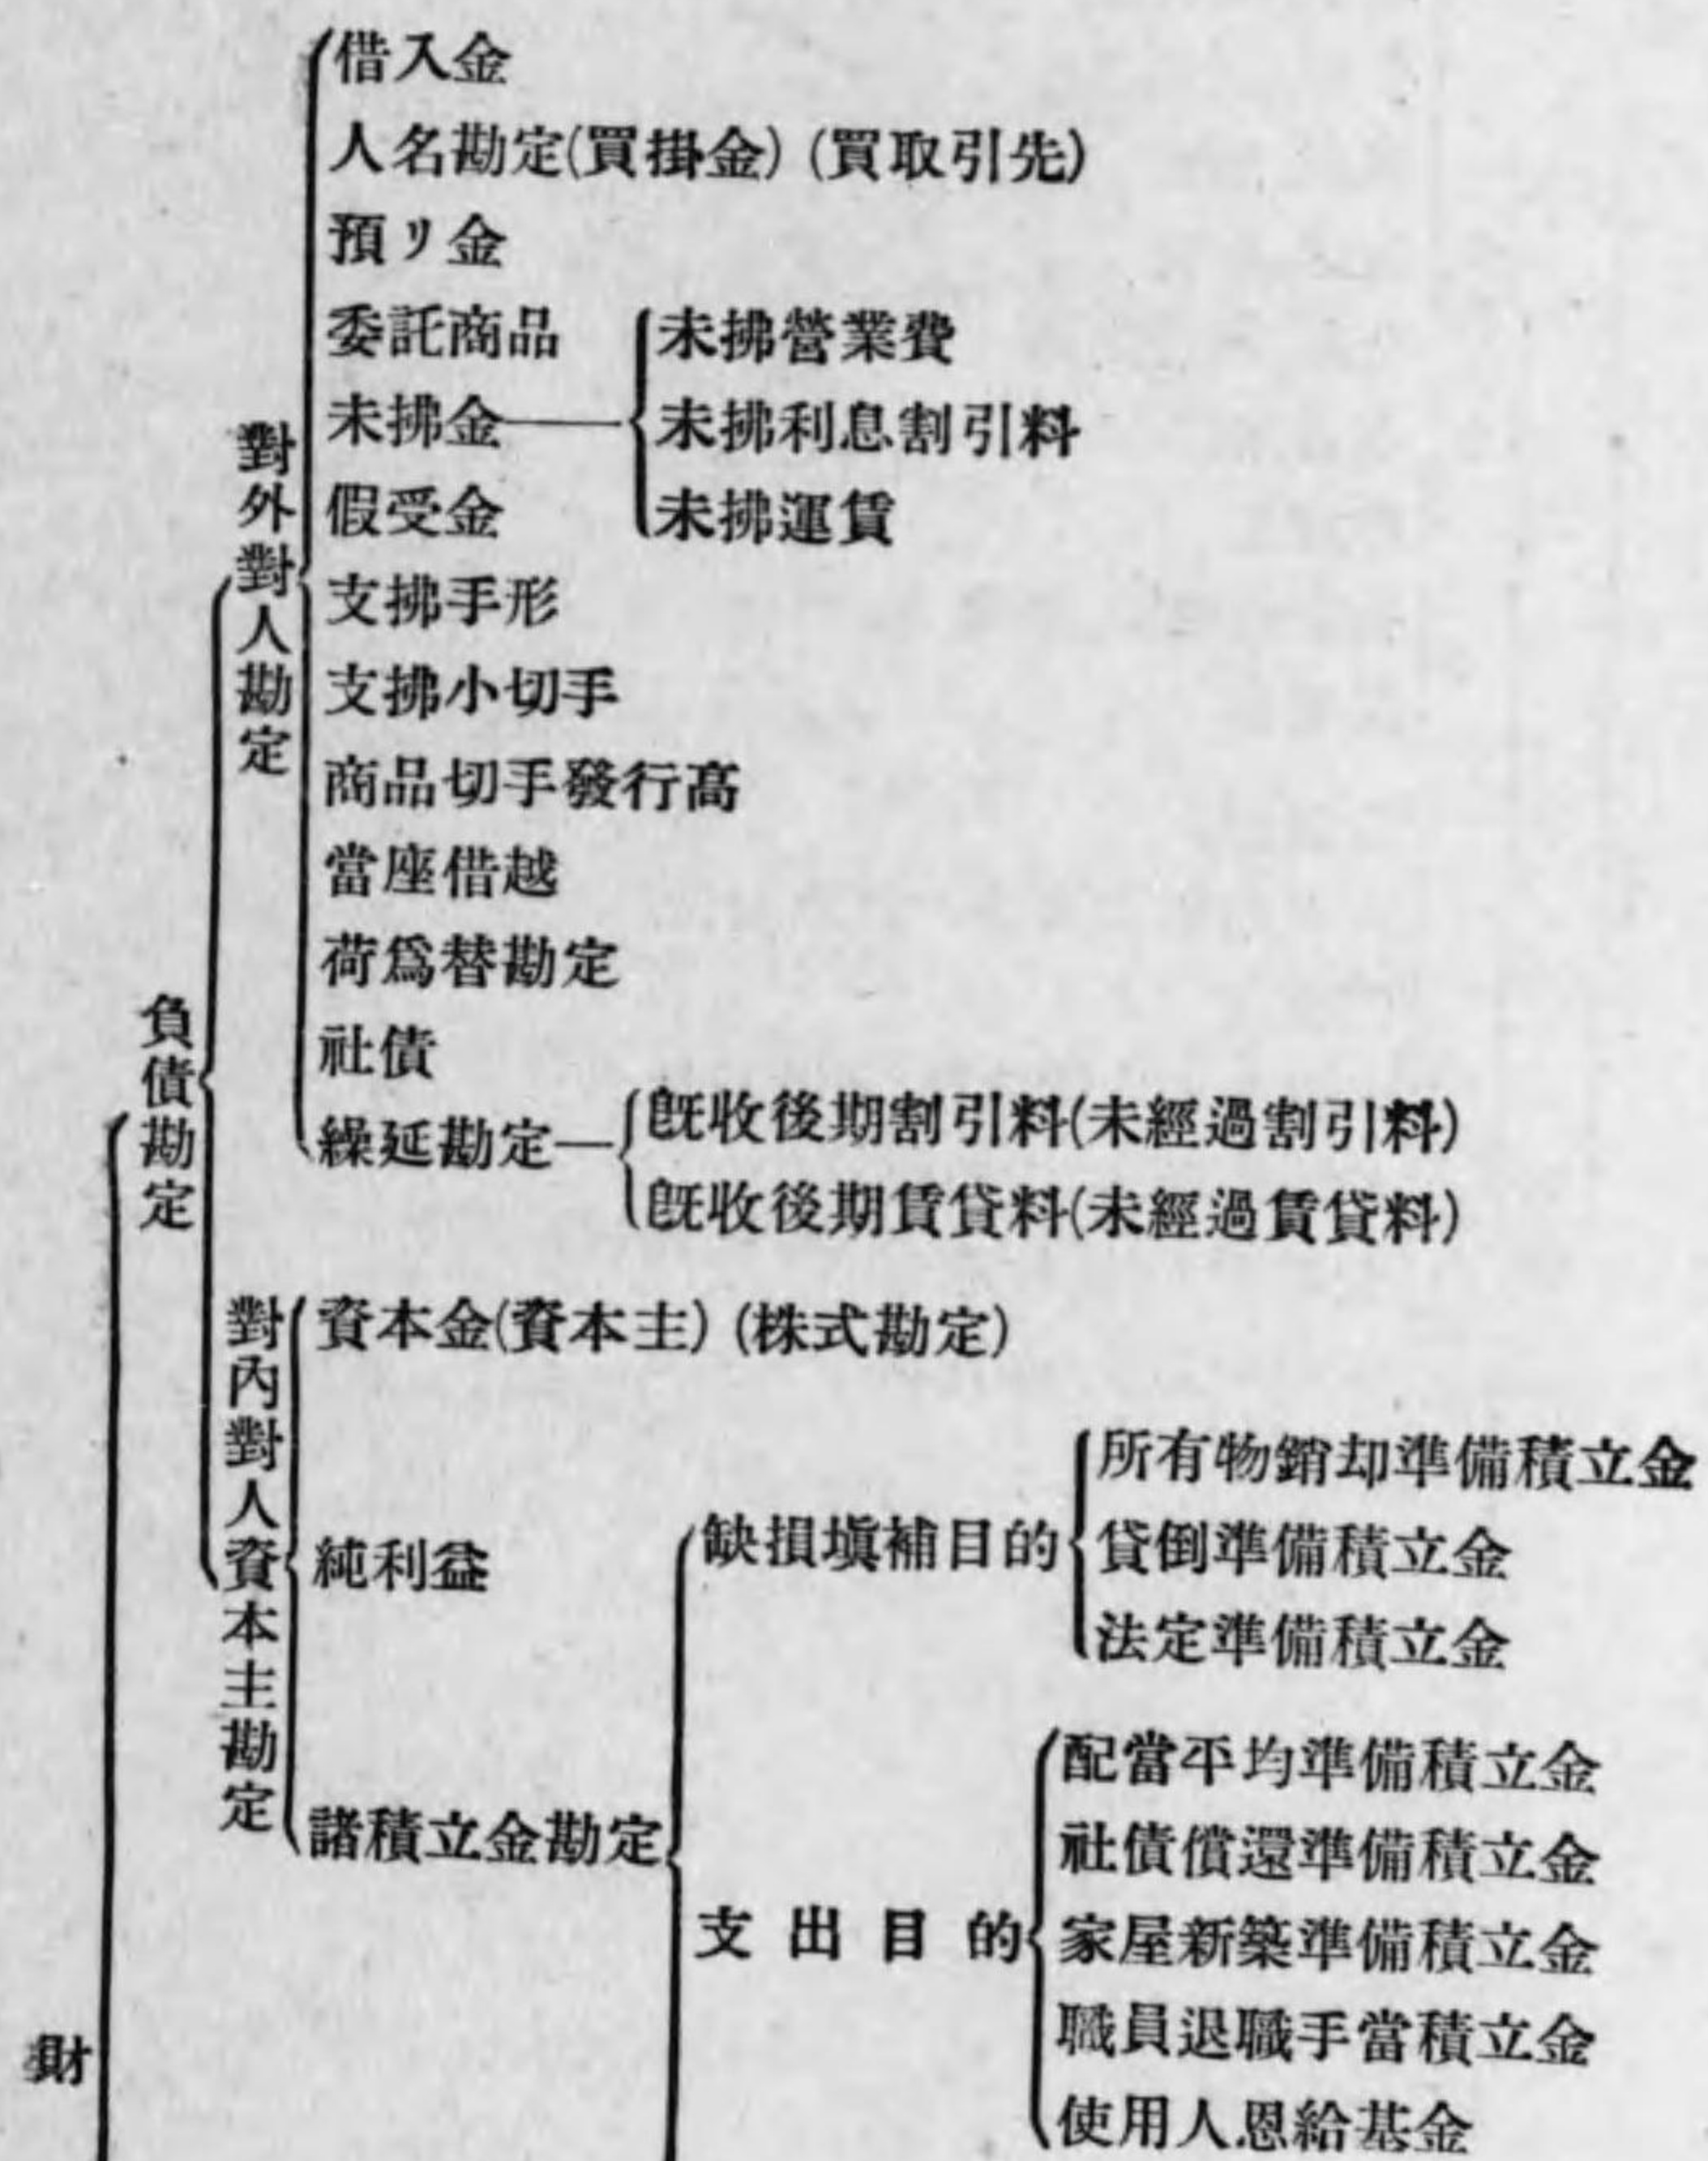 財
負債勘定
對外對人勘定
借入金
人名勘定(買掛金)(買取引先)
預リ金
委託商品
未拂金
未拂營業費
未拂利息割引料
未拂運賃
假受金
支拂手形
支拂小切手
商品切手發行高
當座借越
荷爲替勘定
社債
繰延勘定
旣收後期割引料(未經過割引料)
旣收後期賃貸料(未經過賃貸料)
對內對人資本主勘定
資本金(資本主)(株式勘定)
純利益
諸積立金勘定
缺損塡補目的
所有物銷却準備積立金
貸倒準備積立金
法定準備積立金
支出目的
配當平均準備積立金
社債償還準備積立金
家屋新築準備積立金
職員退職手當積立金
使用人恩給基金